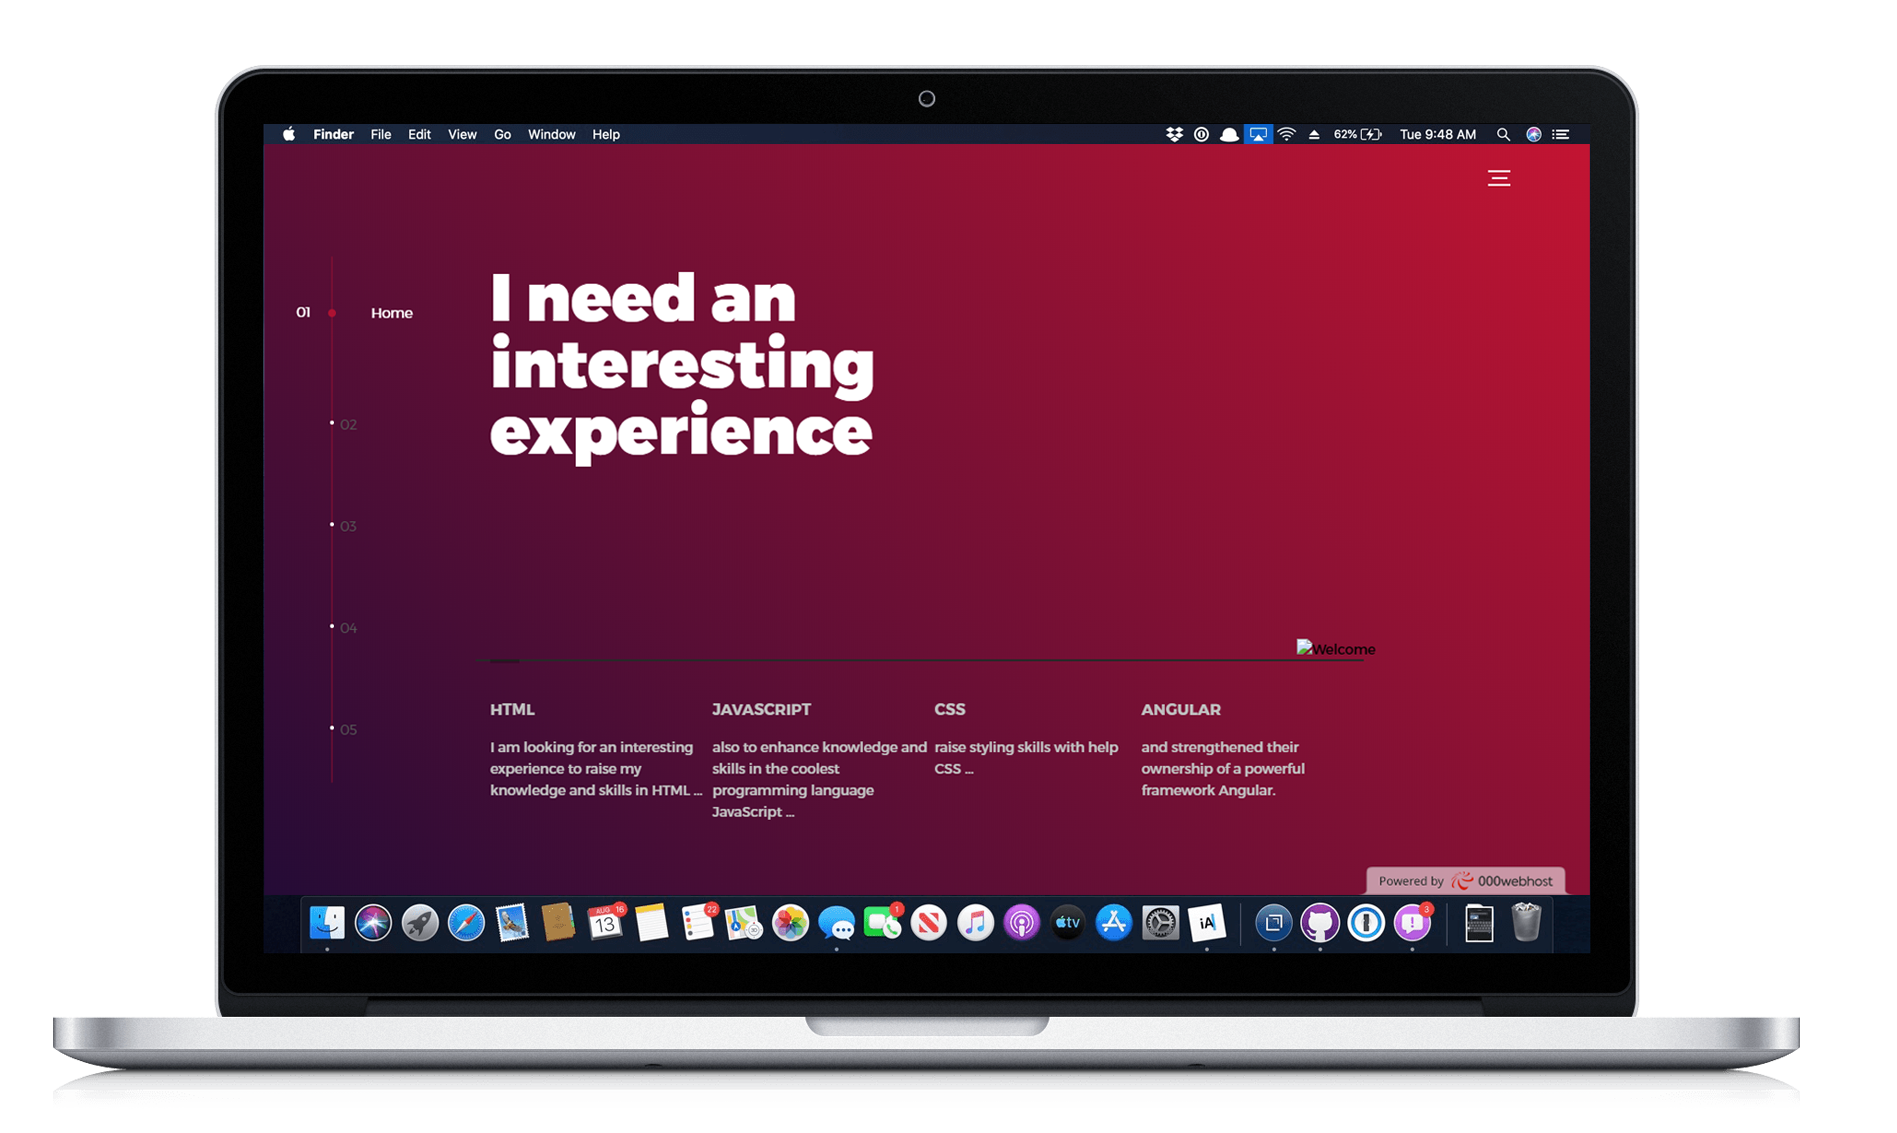 Finder File Edit View Go Window Help 62% Tue 9:48 AM
01 Home
I need an
interesting
experience
02
03
04
05
Welcome
HTML
I am looking for an interesting
experience to raise my
knowledge and skills in HTML ...
JAVASCRIPT
also to enhance knowledge and
skills in the coolest
programming language
JavaScript ...
CSS
raise styling skills with help
CSS ...
ANGULAR
and strengthened their
ownership of a powerful
framework Angular.
Powered by 000webhost
AUG 16
13
22
30
1
tv
iA
3